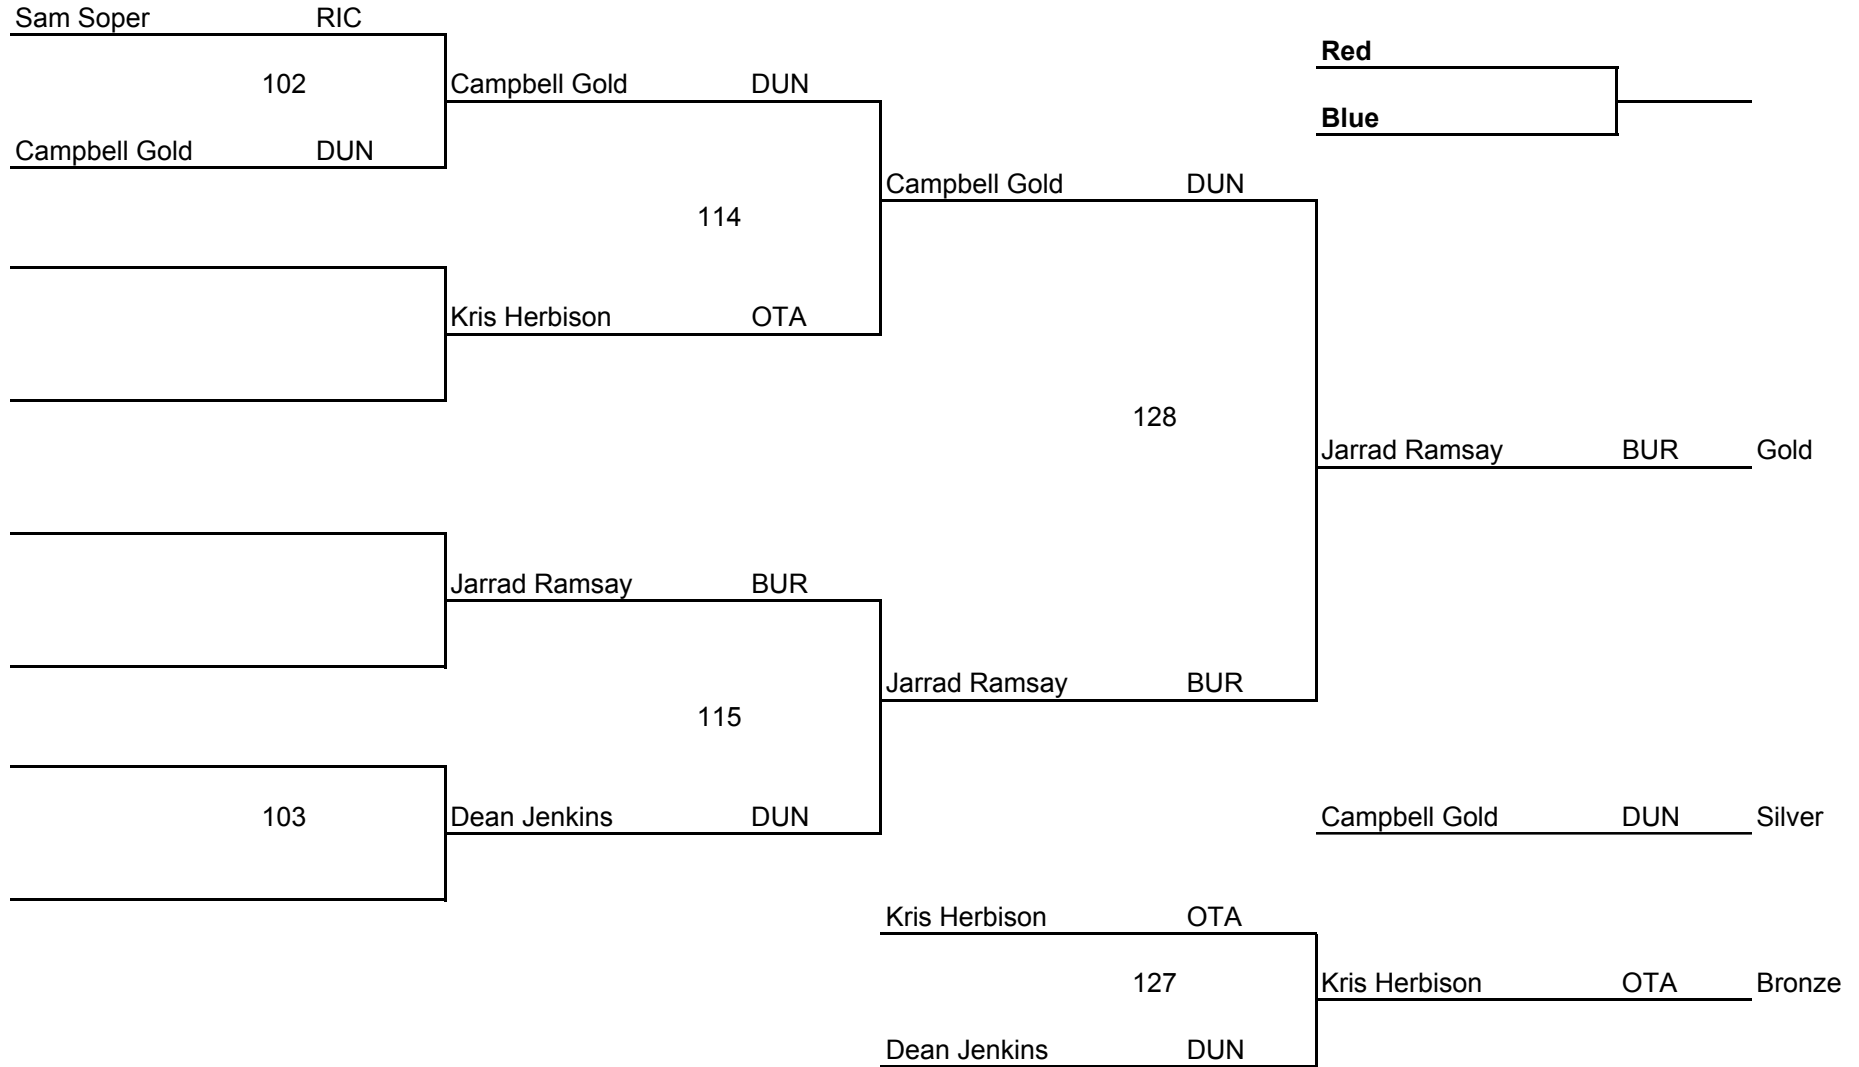 Sam Soper RIC
Red
102 Campbell Gold DUN
Blue
Campbell Gold DUN
Campbell Gold DUN
114
Kris Herbison OTA
128
Jarrad Ramsay BUR Gold
Jarrad Ramsay BUR
Jarrad Ramsay BUR
115
103 Dean Jenkins DUN Campbell Gold DUN Silver
Kris Herbison OTA
127 Kris Herbison OTA Bronze
Dean Jenkins DUN